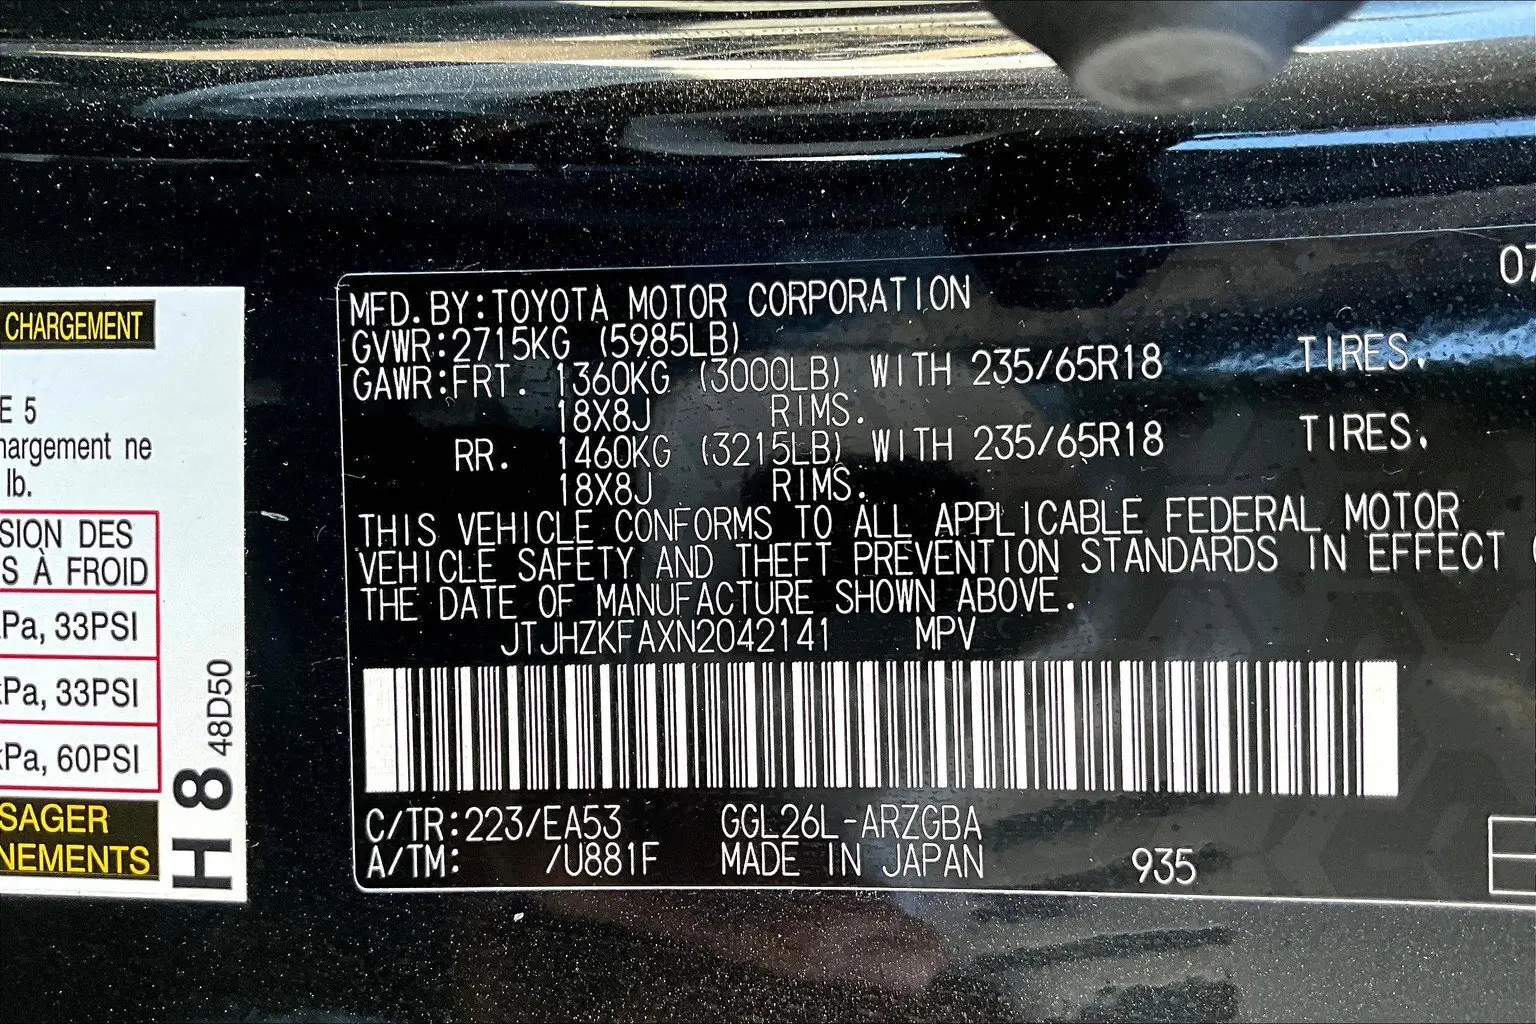 CHARGEMENT
E 5
hargement ne
lb.
SION DES
S À FROID
kPa, 33PSI
kPa, 33PSI
kPa, 60PSI
SAGER
NEMENTS
H 8 48D50
07
MFD.BY:TOYOTA MOTOR CORPORATION
GVWR:2715KG (5985LB)
GAWR:FRT. 1360KG (3000LB) WITH 235/65R18 TIRES.
18X8J RIMS.
RR. 1460KG (3215LB) WITH 235/65R18 TIRES.
18X8J RIMS.
THIS VEHICLE CONFORMS TO ALL APPLICABLE FEDERAL MOTOR
VEHICLE SAFETY AND THEFT PREVENTION STANDARDS IN EFFECT
THE DATE OF MANUFACTURE SHOWN ABOVE.
JTJHZKFAXN2042141 MPV
C/TR:223/EA53 GGL26L-ARZGBA
A/TM: /U881F MADE IN JAPAN 935